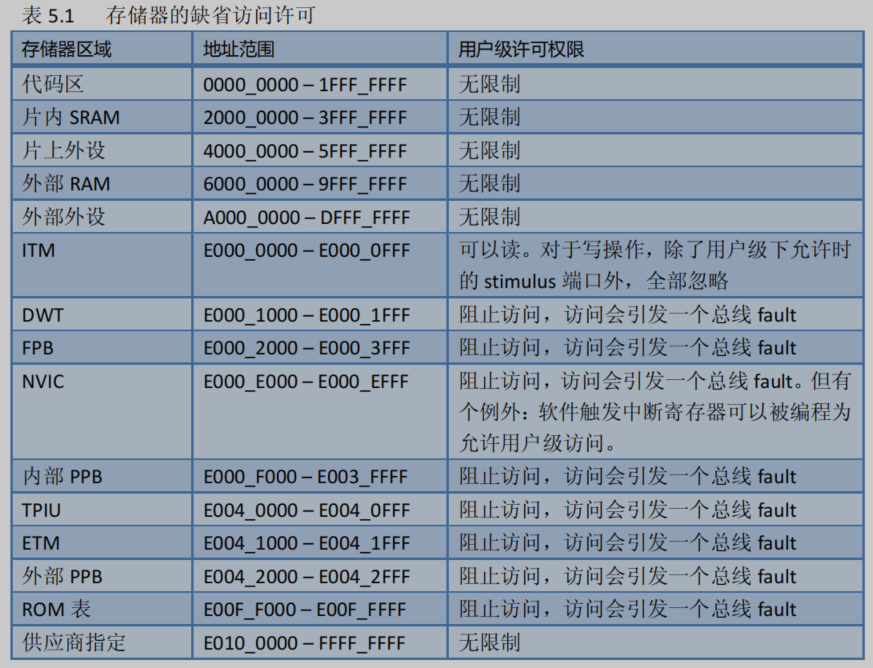 表 5.1 存储器的缺省访问许可
存储器区域 地址范围 用户级许可权限
代码区 0000_0000 – 1FFF_FFFF 无限制
片内 SRAM 2000_0000 – 3FFF_FFFF 无限制
片上外设 4000_0000 – 5FFF_FFFF 无限制
外部 RAM 6000_0000 – 9FFF_FFFF 无限制
外部外设 A000_0000 – DFFF_FFFF 无限制
ITM E000_0000 – E000_0FFF 可以读。对于写操作，除了用户级下允许时
的 stimulus 端口外，全部忽略
DWT E000_1000 – E000_1FFF 阻止访问，访问会引发一个总线 fault
FPB E000_2000 – E000_3FFF 阻止访问，访问会引发一个总线 fault
NVIC E000_E000 – E000_EFFF 阻止访问，访问会引发一个总线 fault。但有
个例外：软件触发中断寄存器可以被编程为
允许用户级访问。
内部 PPB E000_F000 – E003_FFFF 阻止访问，访问会引发一个总线 fault
TPIU E004_0000 – E004_0FFF 阻止访问，访问会引发一个总线 fault
ETM E004_1000 – E004_1FFF 阻止访问，访问会引发一个总线 fault
外部 PPB E004_2000 – E004_2FFF 阻止访问，访问会引发一个总线 fault
ROM 表 E00F_F000 – E00F_FFFF 阻止访问，访问会引发一个总线 fault
供应商指定 E010_0000 – FFFF_FFFF 无限制